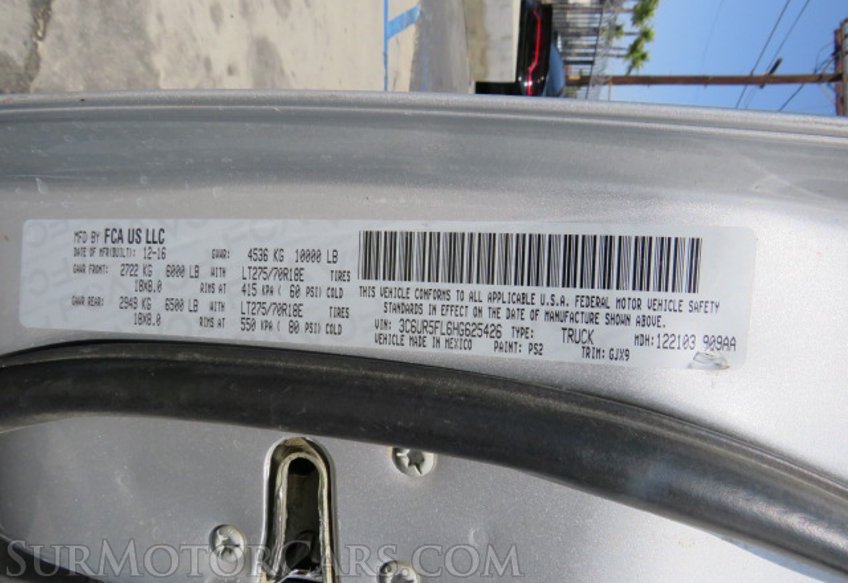 MFD BY FCA US LLC
DATE OF MFR(BUILT): 12-16 GVWR: 4536 KG 10000 LB
GAWR FRONT: 2722 KG 6000 LB WITH LT275/70R18E TIRES
18X8.0 RIMS AT 415 KPA ( 60 PSI) COLD
GAWR REAR: 2949 KG 6500 LB WITH LT275/70R18E TIRES
18X8.0 RIMS AT 550 KPA ( 80 PSI) COLD
THIS VEHICLE CONFORMS TO ALL APPLICABLE U.S.A. FEDERAL MOTOR VEHICLE SAFETY
STANDARDS IN EFFECT ON THE DATE OF MANUFACTURE SHOWN ABOVE.
VIN: 3C6UR5FL6HG625426 TYPE: TRUCK MDH: 122103 909AA
VEHICLE MADE IN MEXICO PAINT: PS2 TRIM: GJX9
SurMotorCars.com